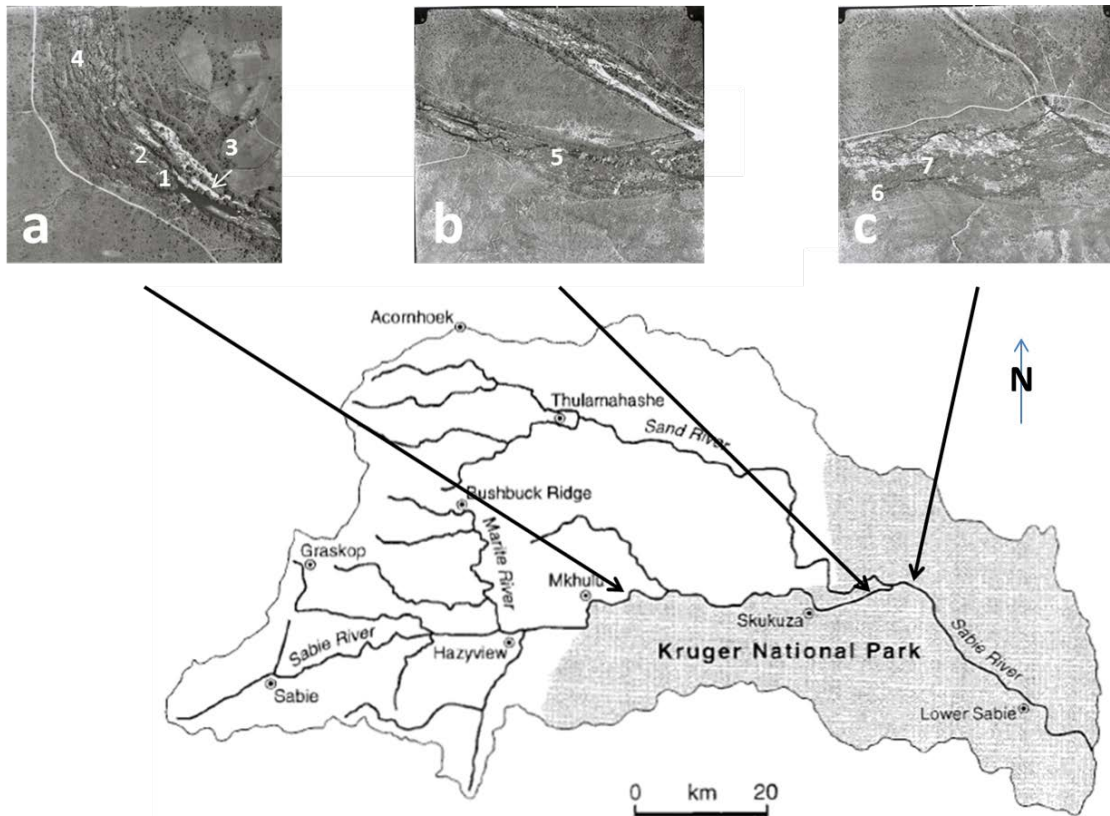 4
3
2
1
a
5
b
7
6
c
N
Acornhoek
Thularnahashe
Sand River
Bushbuck Ridge
Marite River
Graskop
Mkhulu
Skukuza
Sabie River
Hazyview
Kruger National Park
Sabie River
Sabie
Lower Sabie
0 km 20